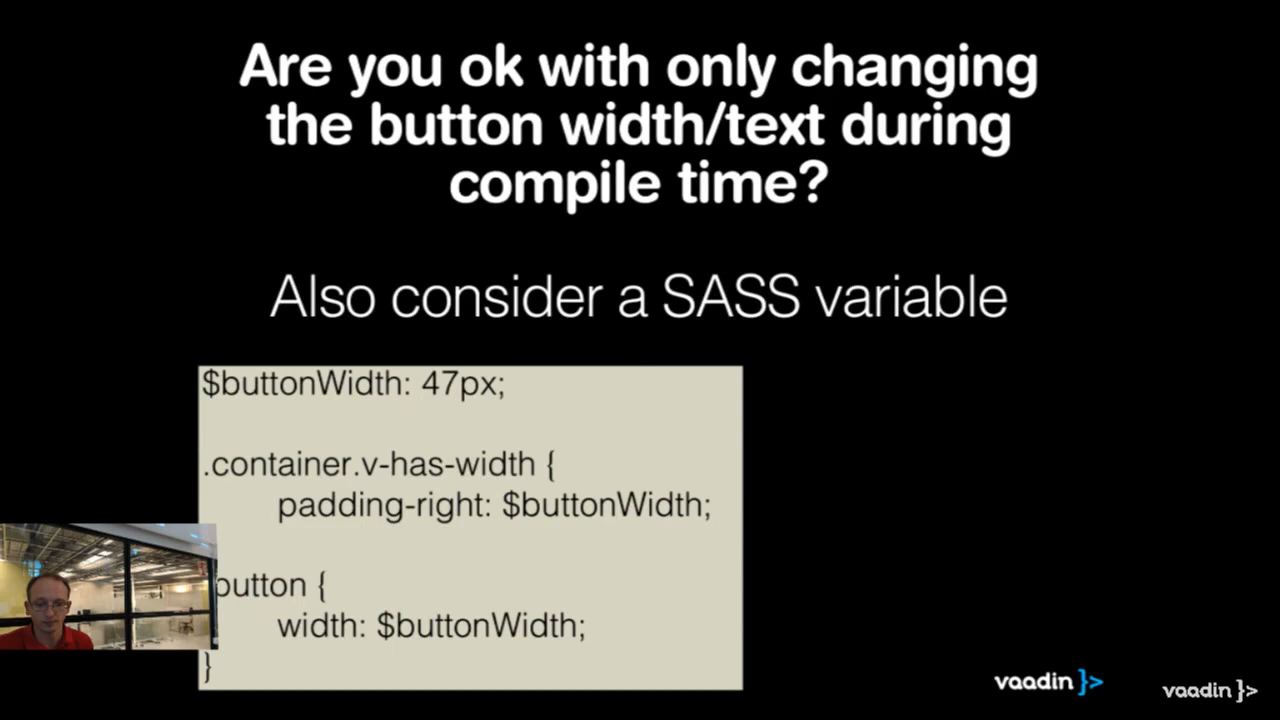 Are you ok with only changing
the button width/text during
compile time?
Also consider a SASS variable
$buttonWidth: 47px;
.container.v-has-width {
padding-right: $buttonWidth;
button {
width: $buttonWidth;
}
vaadin }>
vaadin }>